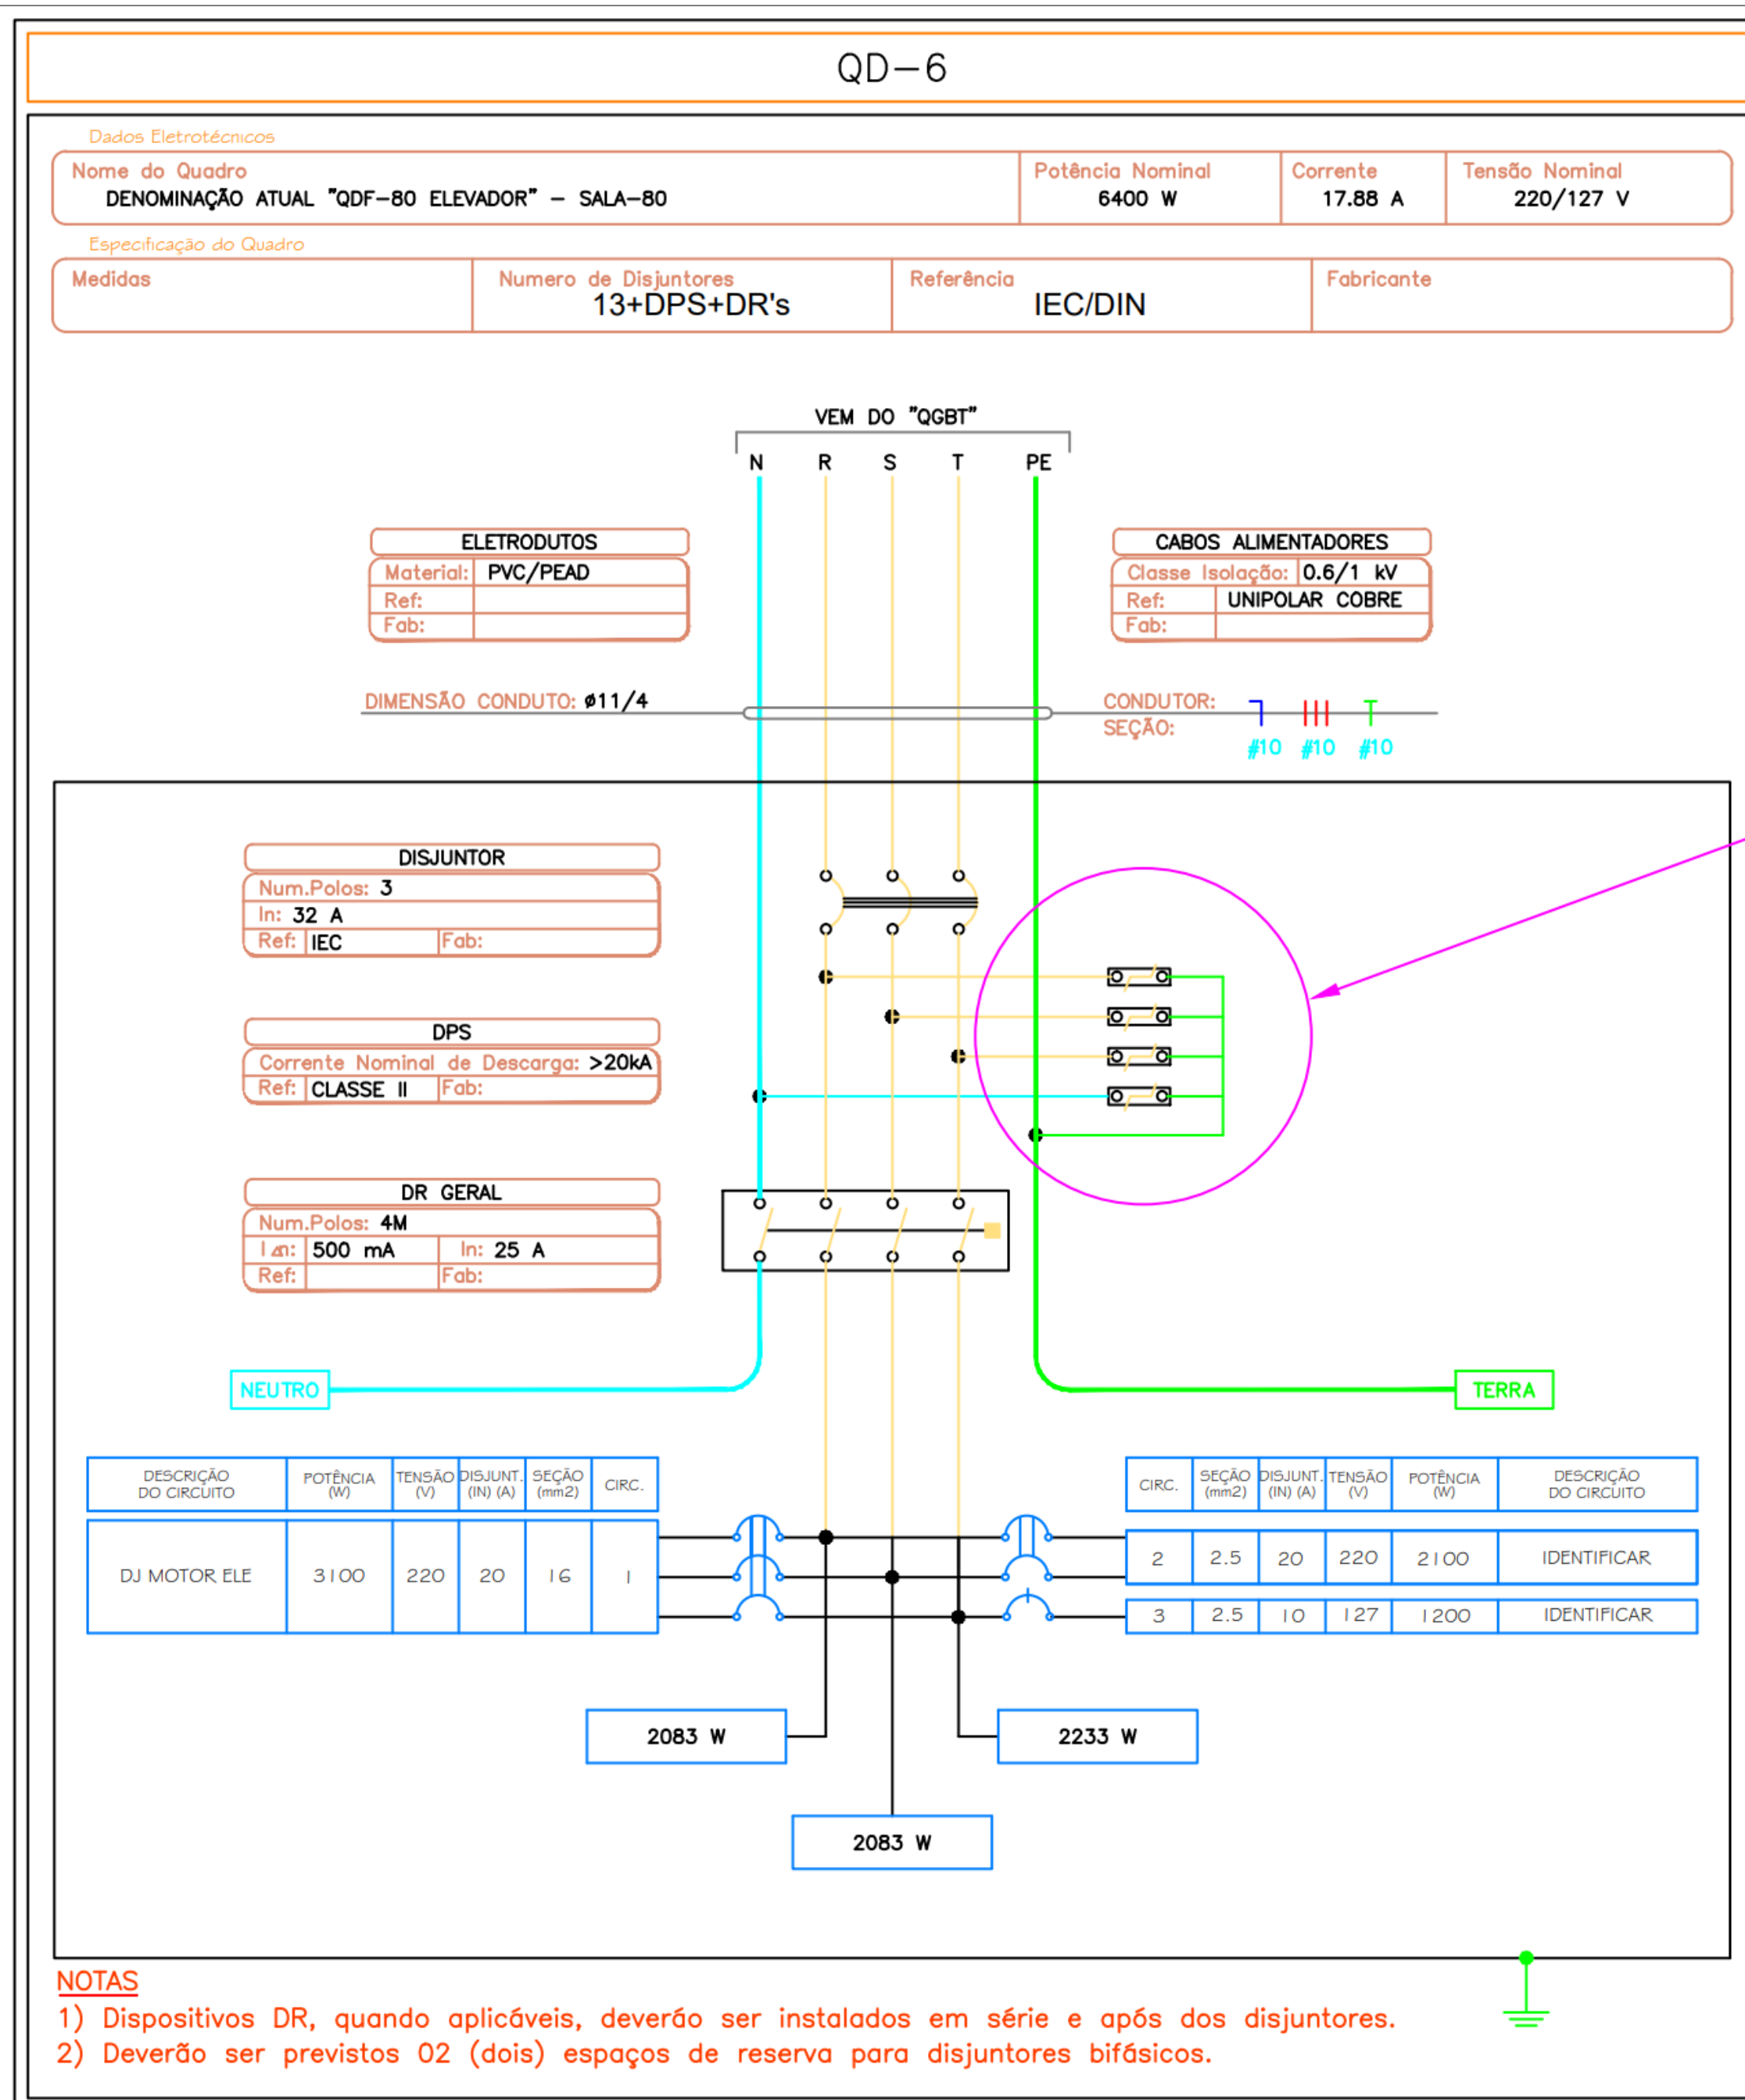 QD-6
Dados Eletrotécnicos
Nome do Quadro
DENOMINAÇÃO ATUAL "QDF-80 ELEVADOR" - SALA-80
Potência Nominal
6400 W
Corrente
17.88 A
Tensão Nominal
220/127 V
Especificação do Quadro
Medidas
Numero de Disjuntores
13+DPS+DR's
Referência
IEC/DIN
Fabricante
VEM DO "QGBT"
N R S T PE
ELETRODUTOS
Material: PVC/PEAD
Ref:
Fab:
CABOS ALIMENTADORES
Classe Isolação: 0.6/1 kV
Ref: UNIPOLAR COBRE
Fab:
DIMENSÃO CONDUTO: ø11/4
CONDUTOR:
SEÇÃO:
#10 #10 #10
DISJUNTOR
Num.Polos: 3
In: 32 A
Ref: IEC Fab:
DPS
Corrente Nominal de Descarga: >20kA
Ref: CLASSE II Fab:
DR GERAL
Num.Polos: 4M
I Δn: 500 mA In: 25 A
Ref: Fab:
NEUTRO
TERRA
DESCRIÇÃO DO CIRCUITO POTÊNCIA (W) TENSÃO (V) DISJUNT. (IN) (A) SEÇÃO (mm2) CIRC.
DJ MOTOR ELE 3100 220 20 16 1
CIRC. SEÇÃO (mm2) DISJUNT. (IN) (A) TENSÃO (V) POTÊNCIA (W) DESCRIÇÃO DO CIRCUITO
2 2.5 20 220 2100 IDENTIFICAR
3 2.5 10 127 1200 IDENTIFICAR
2083 W
2233 W
2083 W
NOTAS
1) Dispositivos DR, quando aplicáveis, deverão ser instalados em série e após dos disjuntores.
2) Deverão ser previstos 02 (dois) espaços de reserva para disjuntores bifásicos.